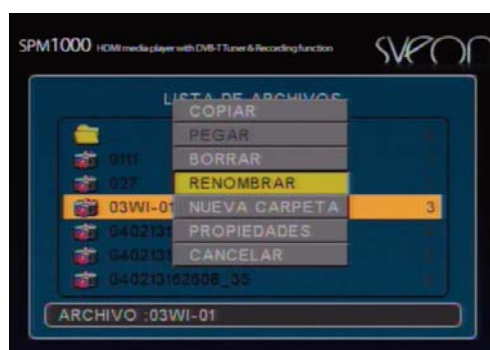 SPM1000 HDMI media player with DVB-T Tuner & Recording function
sveon
LISTA DE ARCHIVOS
COPIAR
PEGAR
0111
BORRAR
027
RENOMBRAR
03WI-01
NUEVA CARPETA
3
PROPIEDADES
CANCELAR
040213162608_35
ARCHIVO :03WI-01